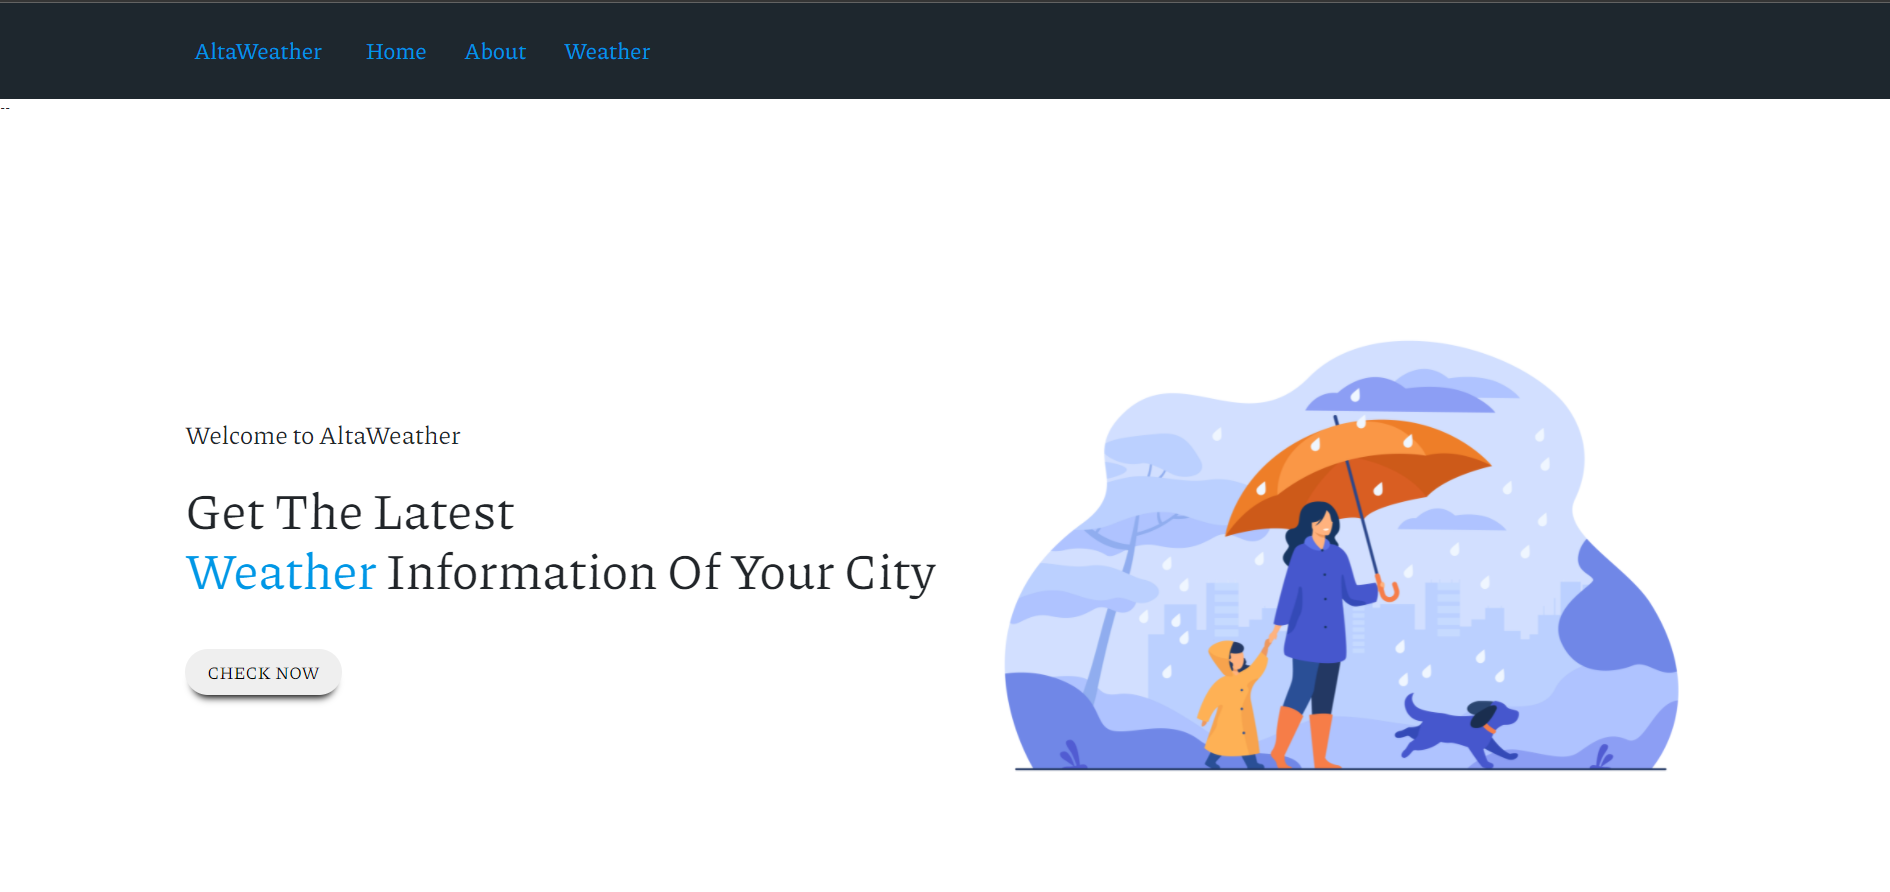 AltaWeather Home About Weather
--
Welcome to AltaWeather
Get The Latest
Weather Information Of Your City
CHECK NOW